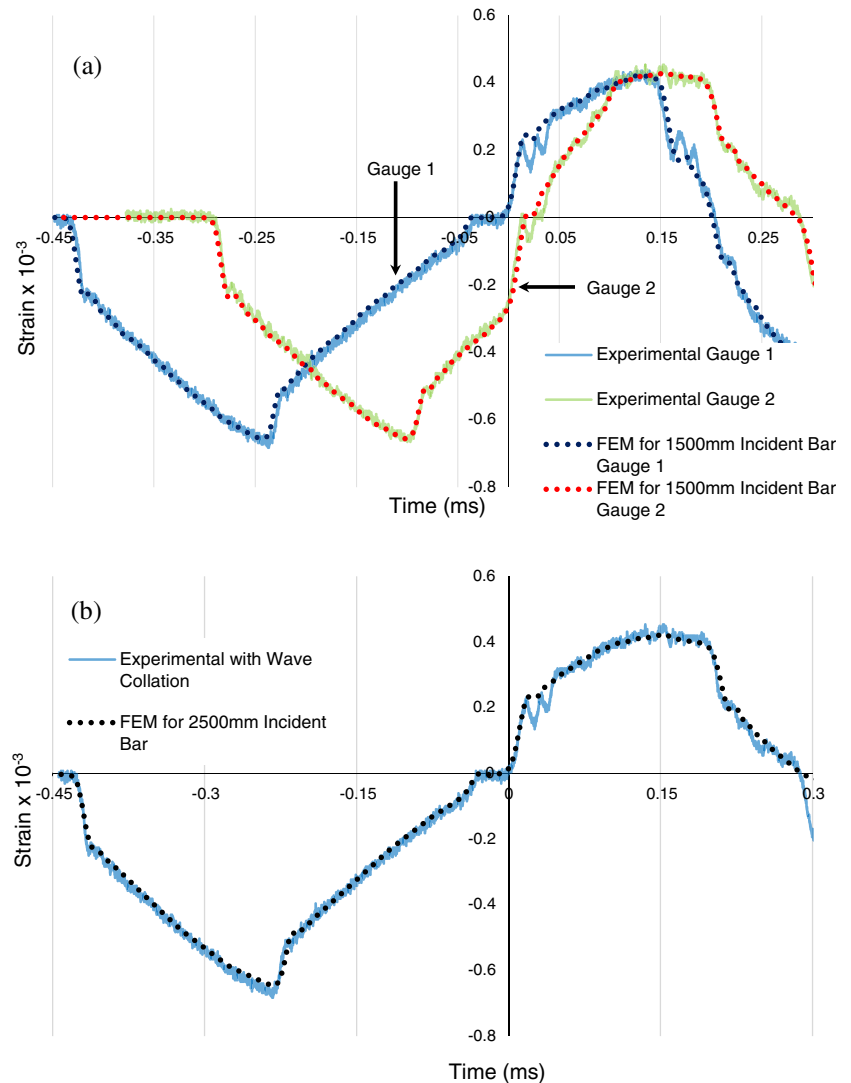 (a)
0.6
0.4
0.2
0
-0.2
-0.4
-0.6
-0.8
-0.45
-0.35
-0.25
-0.15
-0.05
0.05
0.15
0.25
Gauge 1
Gauge 2
Strain x 10-3
Time (ms)
Experimental Gauge 1
Experimental Gauge 2
FEM for 1500mm Incident Bar
Gauge 1
FEM for 1500mm Incident Bar
Gauge 2
(b)
0.6
0.4
0.2
0
-0.2
-0.4
-0.6
-0.8
-0.45
-0.3
-0.15
0
0.15
0.3
Experimental with Wave
Collation
FEM for 2500mm Incident
Bar
Strain x 10-3
Time (ms)